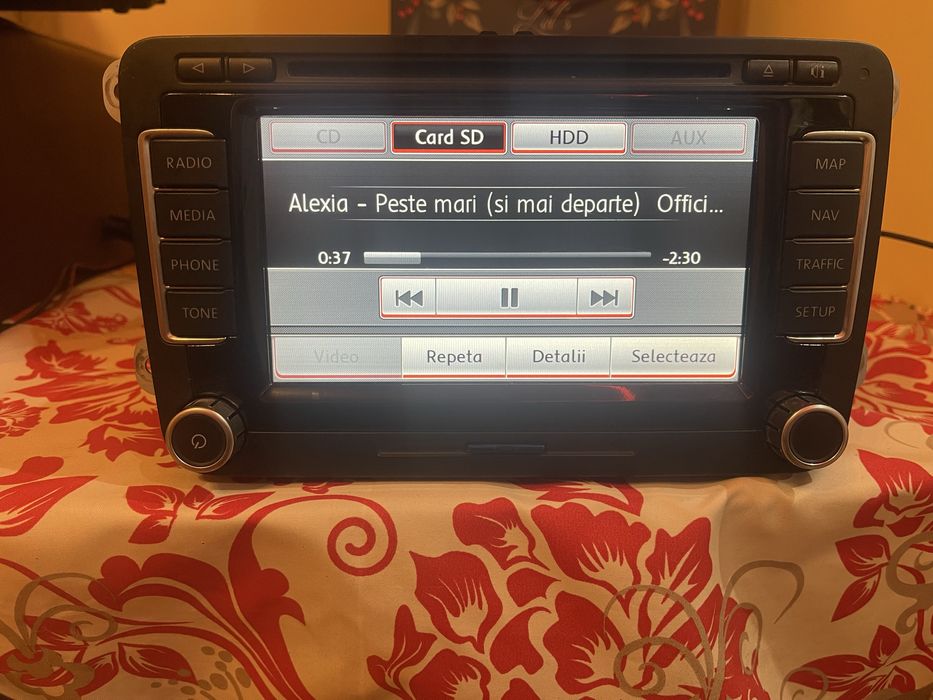 CD Card SD HDD AUX
RADIO
MEDIA
PHONE
TONE
Alexia - Peste mari (si mai departe) Offici...
0:37 -2:30
Video Repeta Detalii Selecteaza
MAP
NAV
TRAFFIC
SETUP